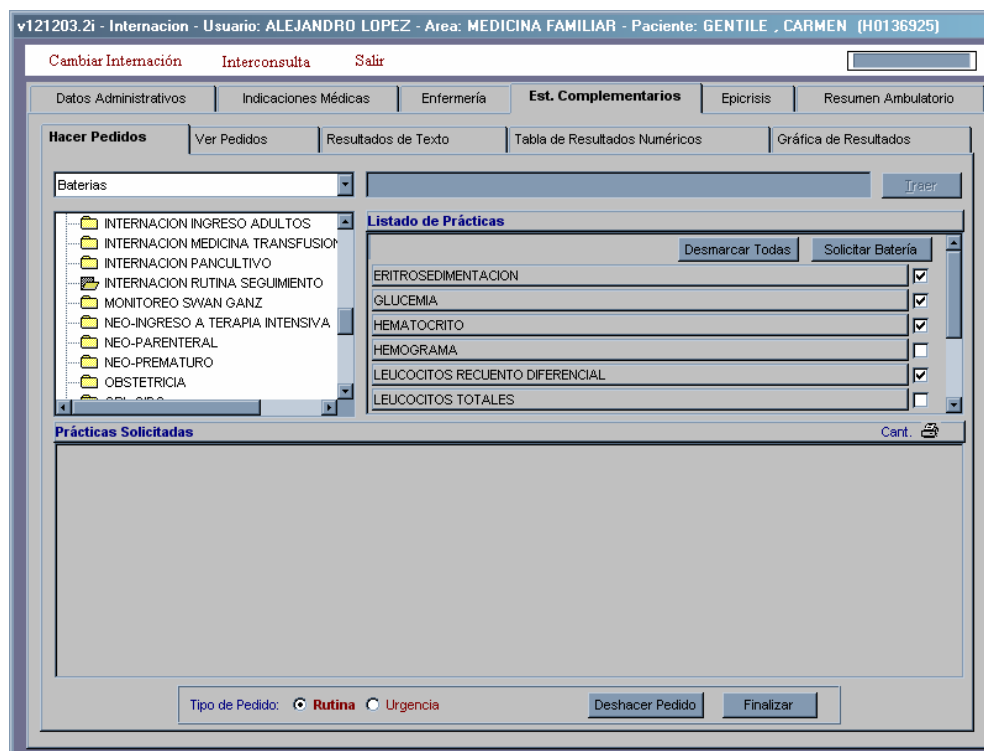 v121203.2i - Internacion - Usuario: ALEJANDRO LOPEZ - Area: MEDICINA FAMILIAR - Paciente: GENTILE , CARMEN (H0136925)
Cambiar Internación Interconsulta Salir
Datos Administrativos Indicaciones Médicas Enfermería Est. Complementarios Epicrisis Resumen Ambulatorio
Hacer Pedidos Ver Pedidos Resultados de Texto Tabla de Resultados Numéricos Gráfica de Resultados
Baterias Traer
INTERNACION INGRESO ADULTOS
INTERNACION MEDICINA TRANSFUSION
INTERNACION PANCULTIVO
INTERNACION RUTINA SEGUIMIENTO
MONITOREO SWAN GANZ
NEO-INGRESO A TERAPIA INTENSIVA
NEO-PARENTERAL
NEO-PREMATURO
OBSTETRICIA
Listado de Prácticas
Desmarcar Todas Solicitar Batería
ERITROSEDIMENTACION
GLUCEMIA
HEMATOCRITO
HEMOGRAMA
LEUCOCITOS RECUENTO DIFERENCIAL
LEUCOCITOS TOTALES
Prácticas Solicitadas Cant.
Tipo de Pedido: Rutina Urgencia Deshacer Pedido Finalizar